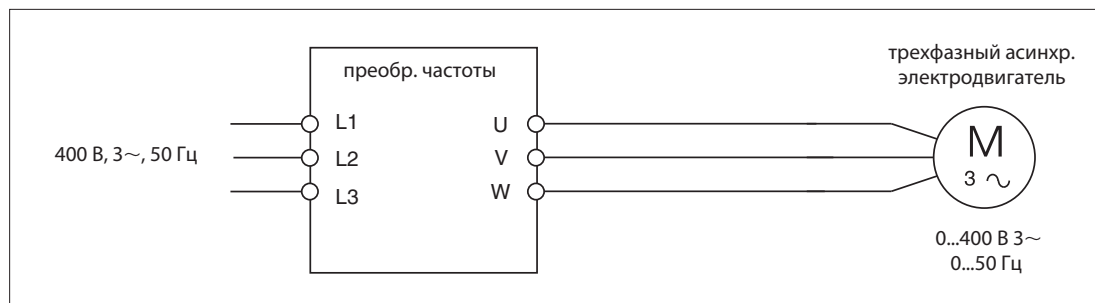 трехфазный асинхр.
электродвигатель
преобр. частоты
L1
U
M
3 ∿
400 В, 3∼, 50 Гц
L2
V
L3
W
0...400 В 3∼
0...50 Гц